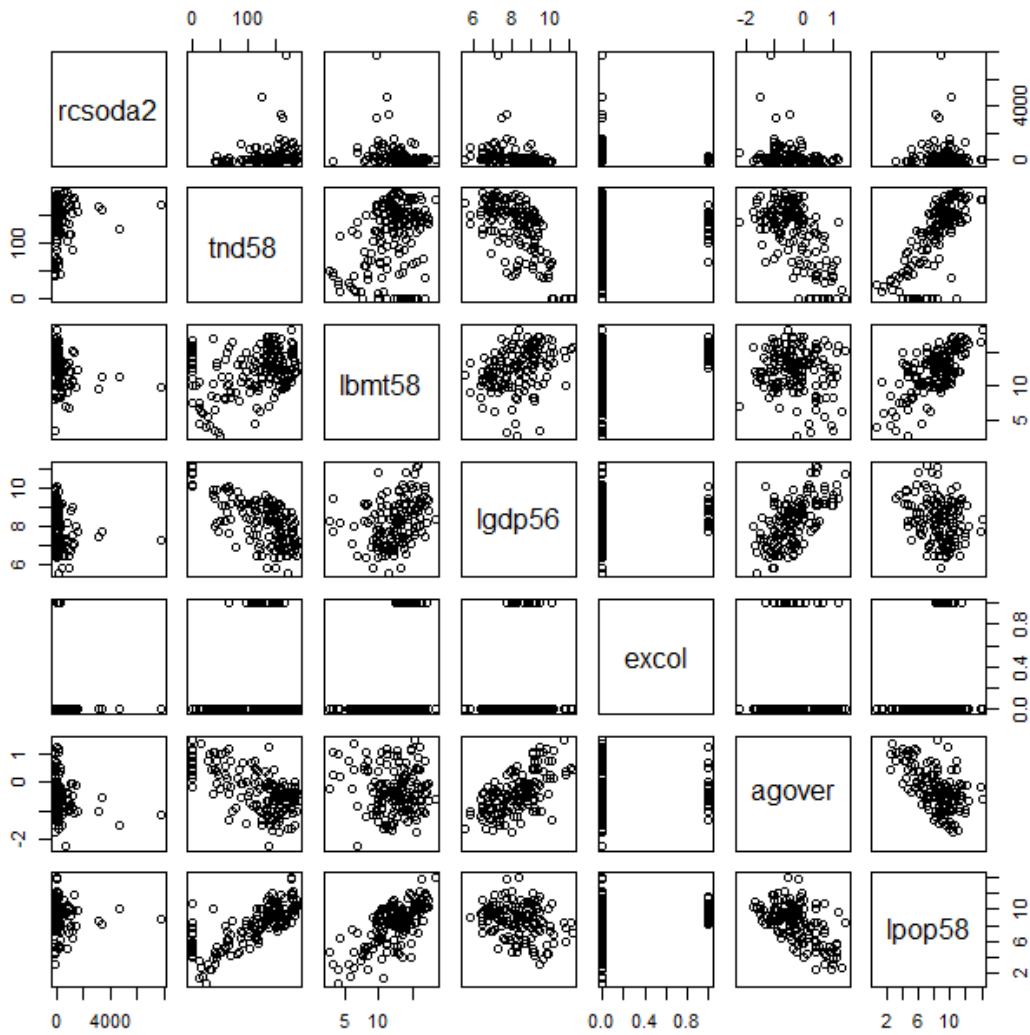 0 100 6 8 10 -2 0 1
rcsoda2 0 4000
0 100 tnd58
lbmt58 5 10
6 8 10 lgdp56
excol 0.0 0.4 0.8
-2 0 1 agover
lpop58 2 6 10
0 4000 5 10 0.0 0.4 0.8 2 6 10